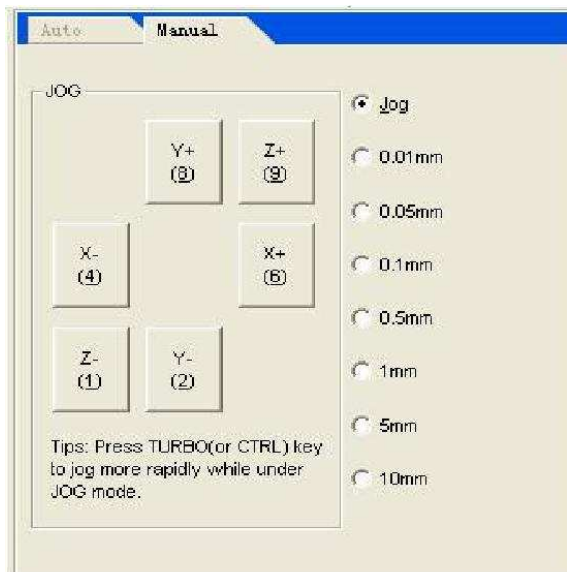 Auto Manual
JOG
Jog
Y+ Z+
(8) (9)
0.01mm
0.05mm
X- X+
(4) (6)
0.1mm
0.5mm
Z- Y-
(1) (2)
1mm
5mm
Tips: Press TURBO(or CTRL) key
to jog more rapidly while under
JOG mode.
10mm